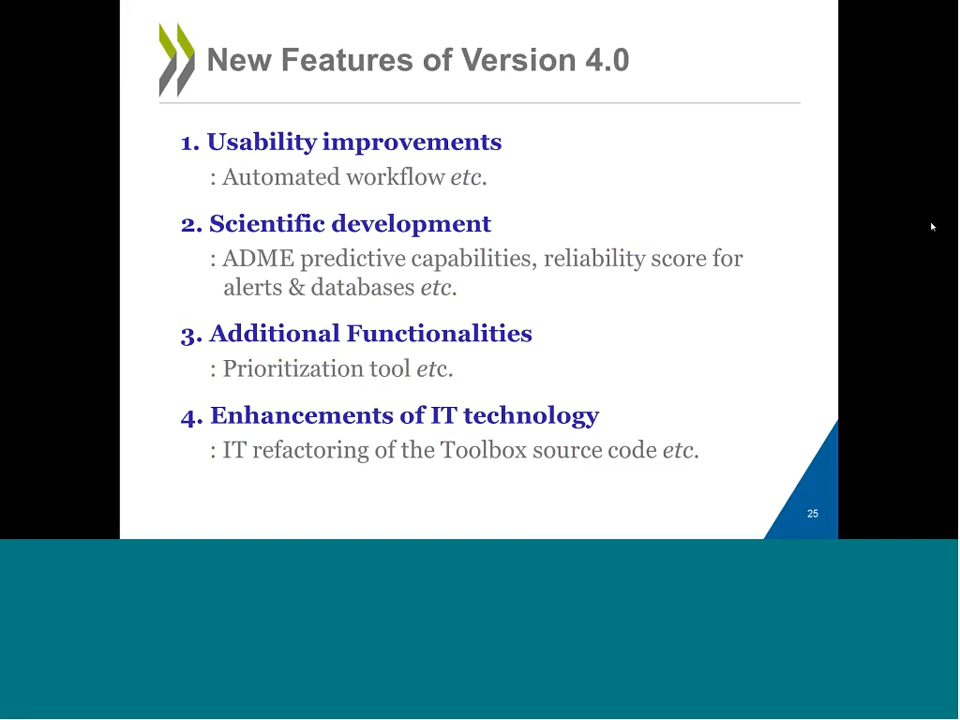 New Features of Version 4.0
1. Usability improvements
: Automated workflow etc.
2. Scientific development
: ADME predictive capabilities, reliability score for
alerts & databases etc.
3. Additional Functionalities
: Prioritization tool etc.
4. Enhancements of IT technology
: IT refactoring of the Toolbox source code etc.
25